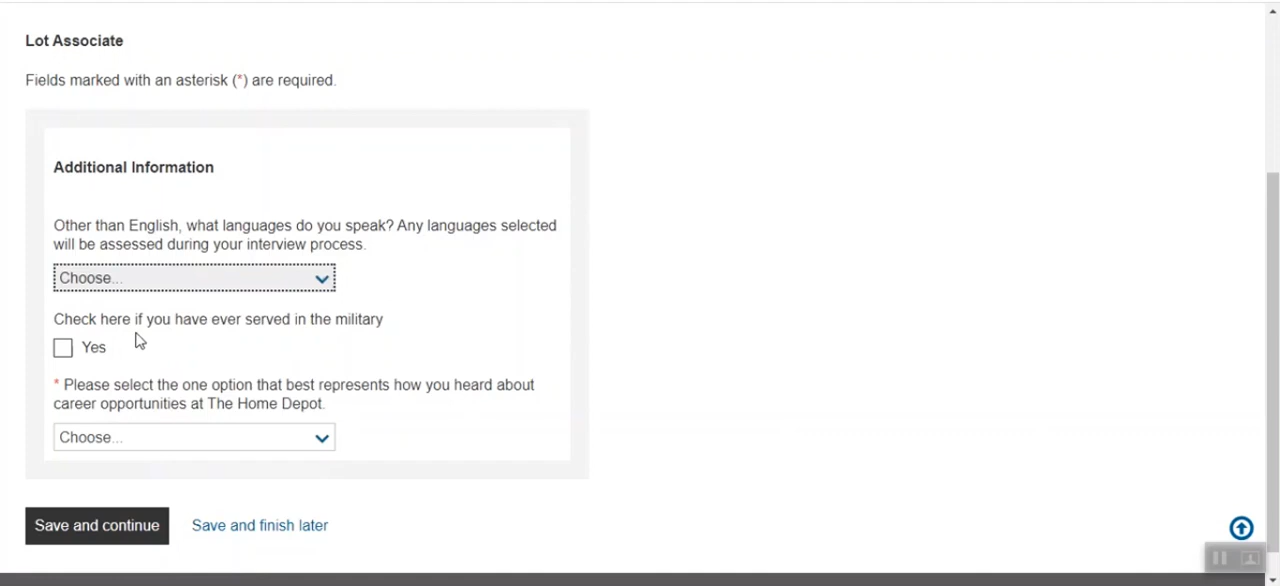 Lot Associate
Fields marked with an asterisk (*) are required.
Additional Information
Other than English, what languages do you speak? Any languages selected
will be assessed during your interview process.
Choose...
Check here if you have ever served in the military
Yes
* Please select the one option that best represents how you heard about
career opportunities at The Home Depot.
Choose...
Save and continue Save and finish later